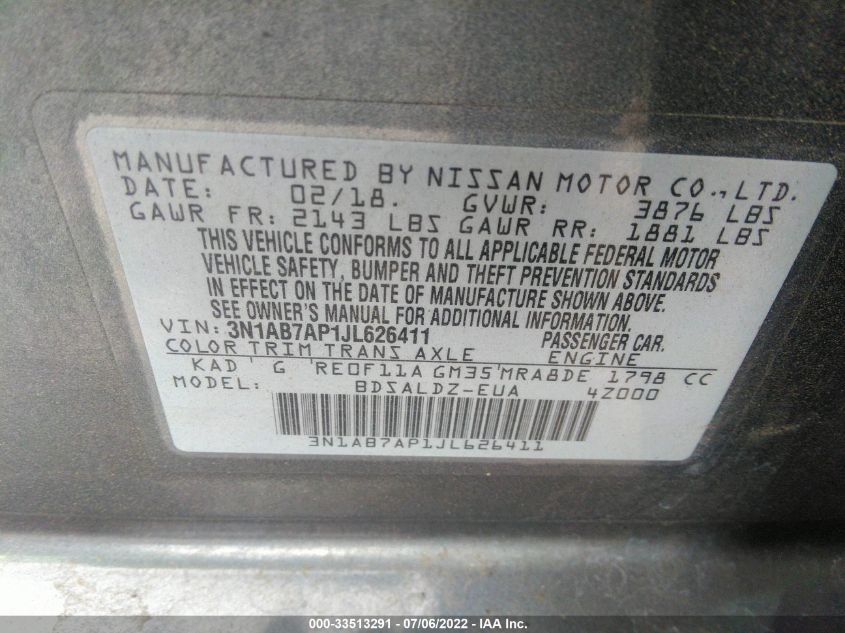 MANUFACTURED BY NISSAN MOTOR CO., LTD.
DATE: 02/18. GVWR: 3876 LBS
GAWR FR: 2143 LBS GAWR RR: 1881 LBS
THIS VEHICLE CONFORMS TO ALL APPLICABLE FEDERAL MOTOR
VEHICLE SAFETY, BUMPER AND THEFT PREVENTION STANDARDS
IN EFFECT ON THE DATE OF MANUFACTURE SHOWN ABOVE.
SEE OWNER'S MANUAL FOR ADDITIONAL INFORMATION.
VIN: 3N1AB7AP1JL626411 PASSENGER CAR.
COLOR TRIM TRANS AXLE ENGINE
KAD G RE0F11A GM35 MRA8DE 1798 CC
MODEL: BDSALDZ-EUA 4Z000
3N1AB7AP1JL626411
000-33513291 - 07/06/2022 - IAA Inc.